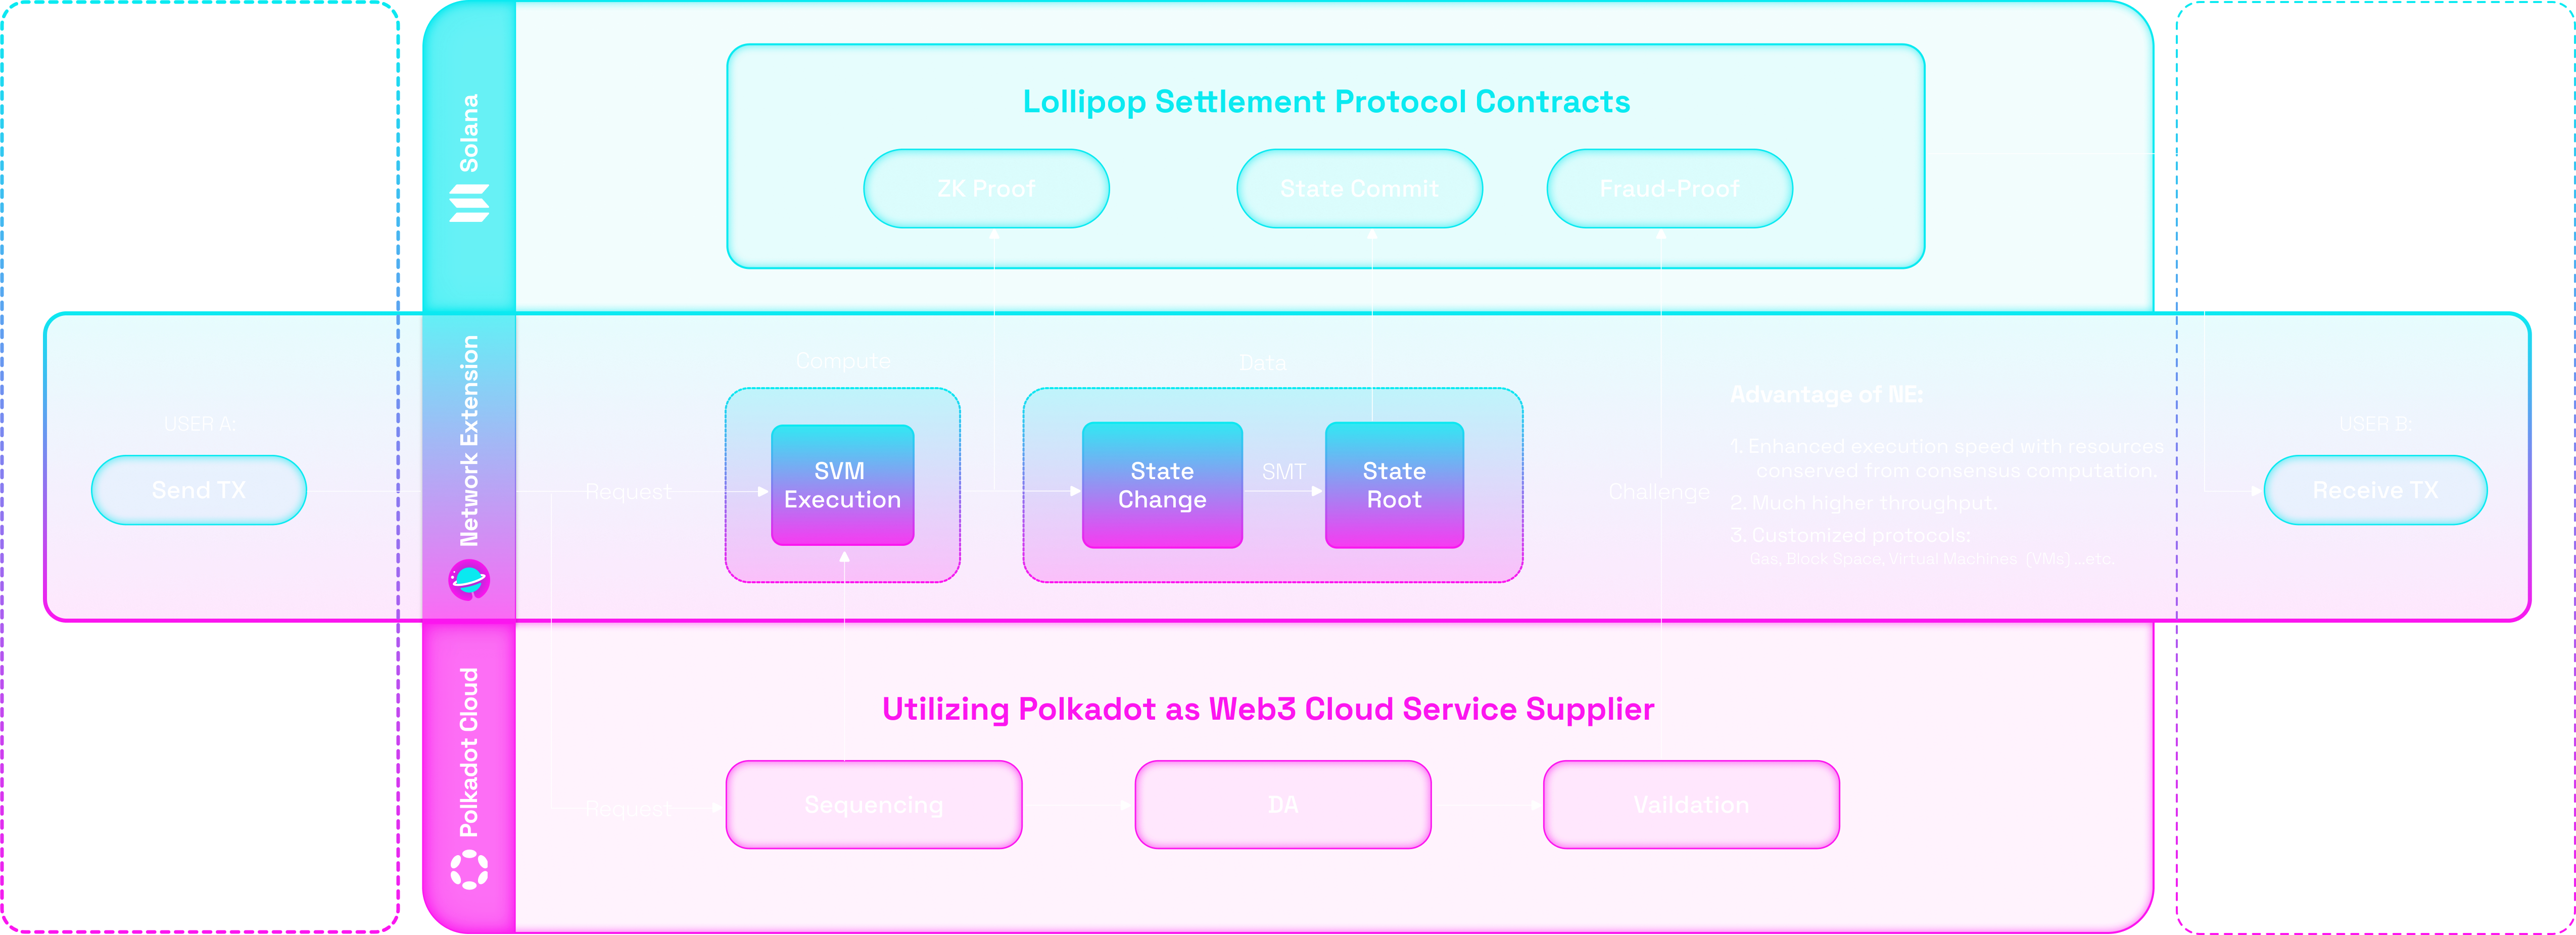 Solana
Lollipop Settlement Protocol Contracts
ZK Proof
State Commit
Fraud-Proof
Network Extension
USER A:
Send TX
Request
Compute
SVM
Execution
Data
State
Change
SMT
State
Root
Challenge
Advantage of NE:
1. Enhanced execution speed with resources
conserved from consensus computation.
2. Much higher throughput.
3. Customized protocols:
Gas, Block Space, Virtual Machines (VMs)...etc.
USER B:
Receive TX
Polkadot Cloud
Utilizing Polkadot as Web3 Cloud Service Supplier
Request
Sequencing
DA
Vaildation